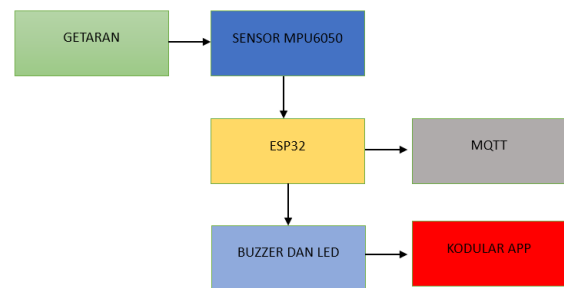 GETARAN
SENSOR MPU6050
ESP32
MQTT
BUZZER DAN LED
KODULAR APP